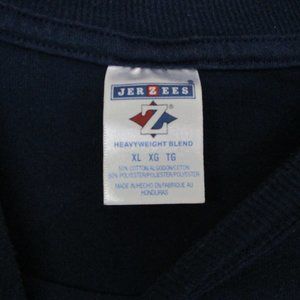 JERZEES
Z®
HEAVYWEIGHT BLEND
XL XG TG
50% COTTON/ALGODON/COTON
50% POLYESTER/POLIESTER/POLYESTER
MADE IN/HECHO EN/FABRIQUE AU
HONDURAS